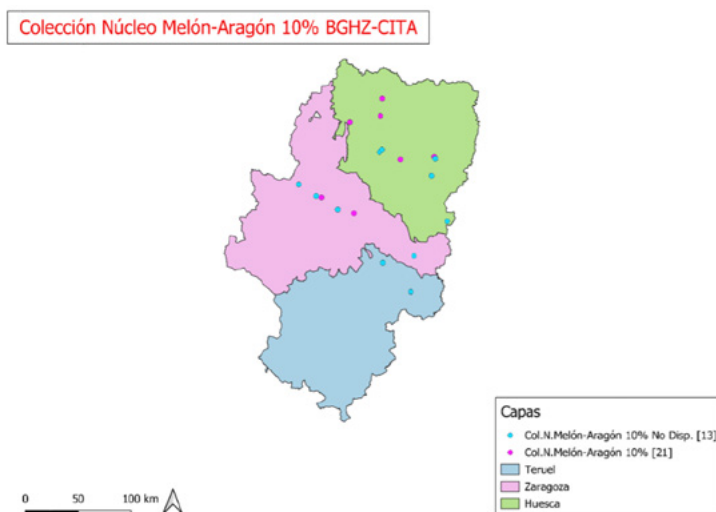 Colección Núcleo Melón-Aragón 10% BGHZ-CITA
Capas
Col.N.Melón-Aragón 10% No Disp. [13]
Col.N.Melón-Aragón 10% [21]
Teruel
Zaragoza
Huesca
0 50 100 km